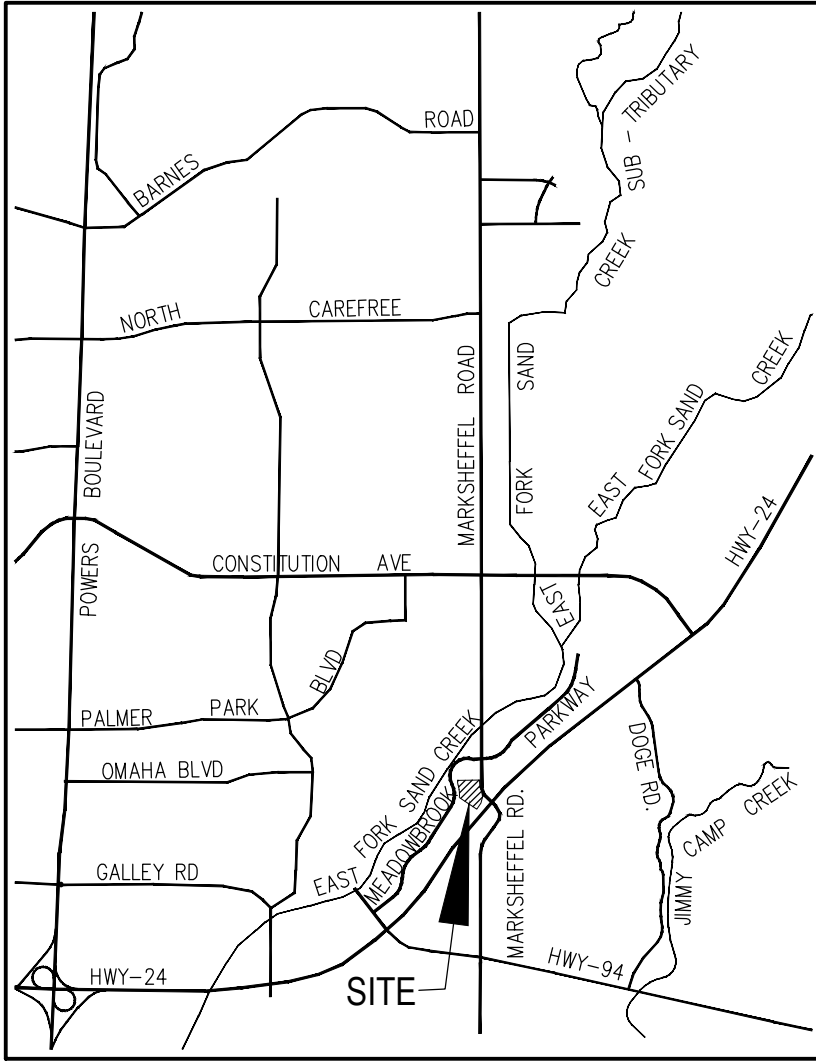 SUB - TRIBUTARY
ROAD
BARNES
CREEK
NORTH CAREFREE
SAND
FORK
EAST
MARKSHEFFEL ROAD
EAST FORK SAND CREEK
POWERS BOULEVARD
HWY-24
CONSTITUTION AVE
BLVD
PALMER PARK
PARKWAY
MEADOWBROOK
DOGE RD.
OMAHA BLVD
EAST FORK SAND CREEK
JIMMY CAMP CREEK
GALLEY RD
MARKSHEFFEL RD.
HWY-94
HWY-24
SITE